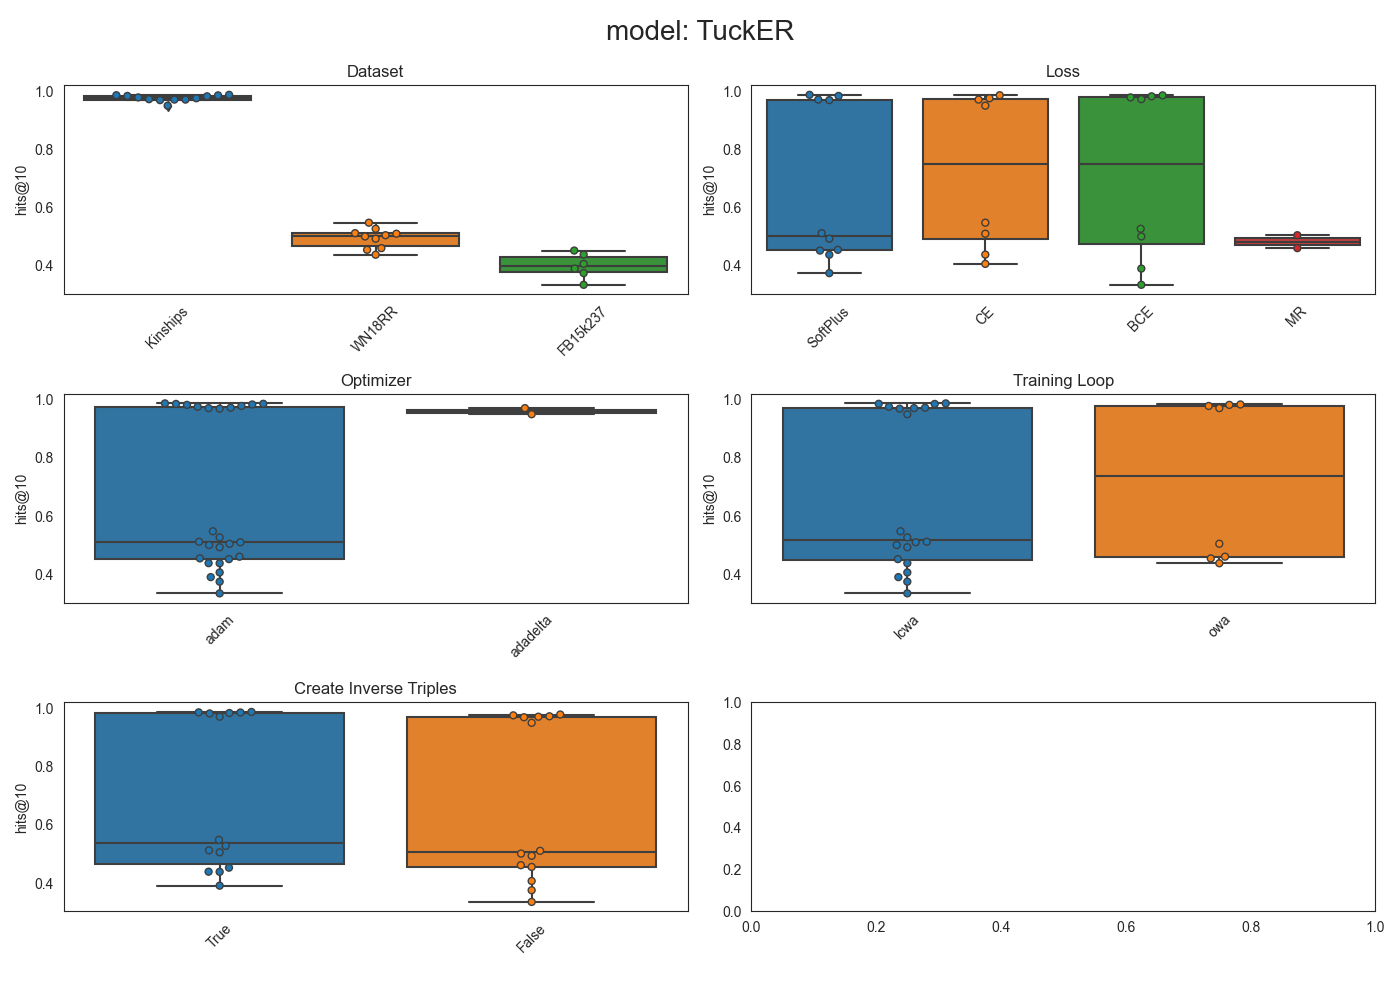 model: TuckER
Dataset
1.0
0.8
0.6
0.4
hits@10
Kinships
WN18RR
FB15k237
Loss
1.0
0.8
0.6
0.4
hits@10
SoftPlus
CE
BCE
MR
Optimizer
1.0
0.8
0.6
0.4
hits@10
adam
adadelta
Training Loop
1.0
0.8
0.6
0.4
hits@10
lcwa
owa
Create Inverse Triples
1.0
0.8
0.6
0.4
hits@10
True
False
1.0
0.8
0.6
0.4
0.2
0.0
0.0 0.2 0.4 0.6 0.8 1.0